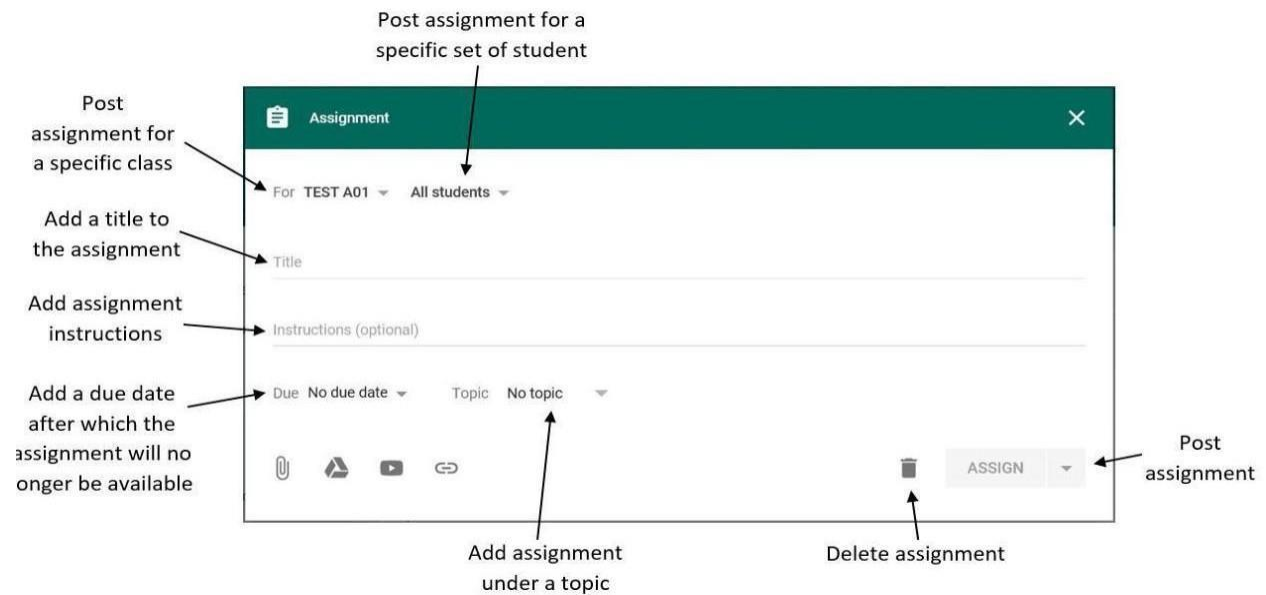 Post assignment for a
specific set of student
Post
assignment for
a specific class
Assignment
For TEST A01 All students
Add a title to
the assignment
Title
Add assignment
instructions
Instructions (optional)
Add a due date
after which the
assignment will no
onger be available
Due No due date Topic No topic
ASSIGN
Post
assignment
Add assignment
under a topic
Delete assignment